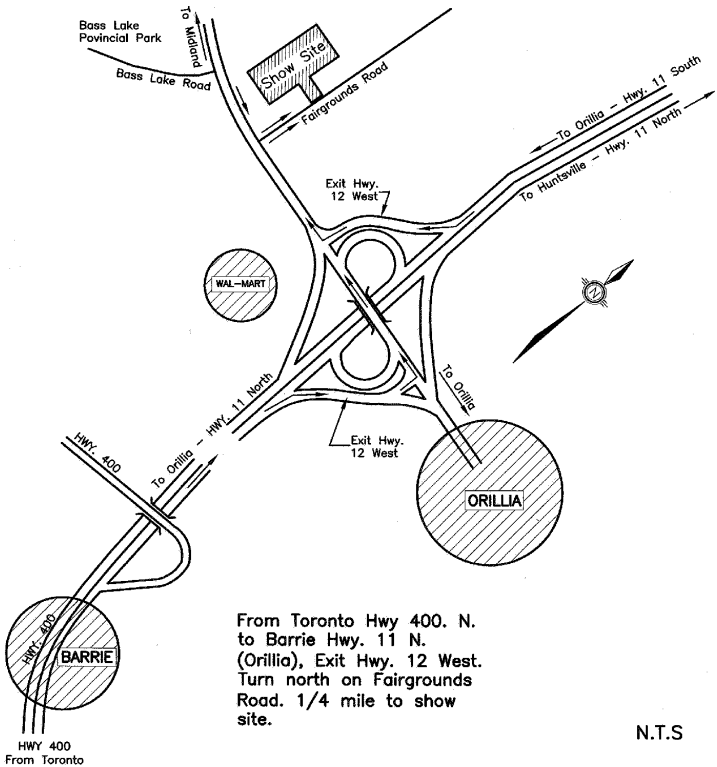 Bass Lake
Povincial Park
To Midland
Bass Lake Road
Show Site
Fairgrounds Road
To Orillia - Hwy. 11 South
To Huntsville - Hwy. 11 North
Exit Hwy.
12 West
WAL-MART
N
To Orillia
To Orillia - HWY. 11 North
Exit Hwy.
12 West
HWY. 400
ORILLIA
HWY. 400
BARRIE
From Toronto Hwy 400. N.
to Barrie Hwy. 11 N.
(Orillia), Exit Hwy. 12 West.
Turn north on Fairgrounds
Road. 1/4 mile to show
site.
N.T.S
HWY 400
From Toronto